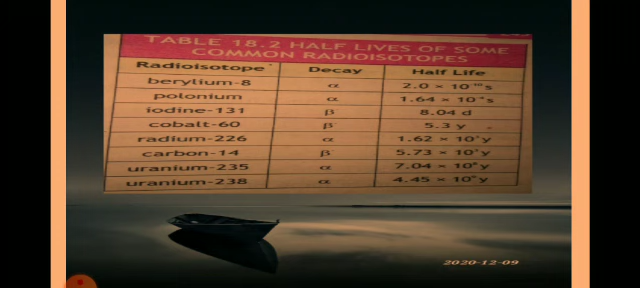 TABLE 18.2 HALF LIVES OF SOME
COMMON RADIOISOTOPES
Radioisotope Decay Half Life
berylium-8 α 2.0 × 10 s
polonium α 1.64 × 10 s
iodine-131 β 8.04 d
cobalt-60 β 5.3 y
radium-226 α 1.62 × 10 y
carbon-14 β 5.73 × 10 y
uranium-235 α 7.04 × 10 y
uranium-238 α 4.45 × 10 y
2020-12-09